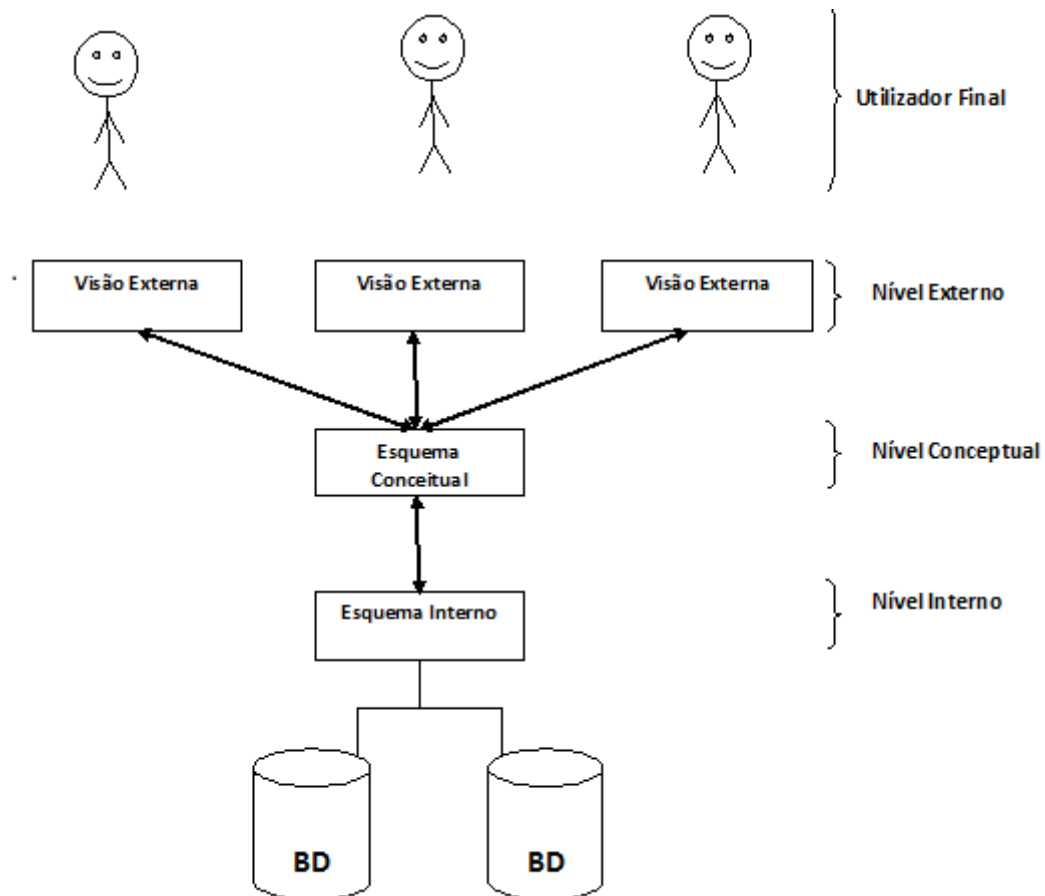 Utilizador Final
Visão Externa
Visão Externa
Visão Externa
Nível Externo
Esquema
Conceitual
Nível Conceptual
Esquema Interno
Nível Interno
BD
BD